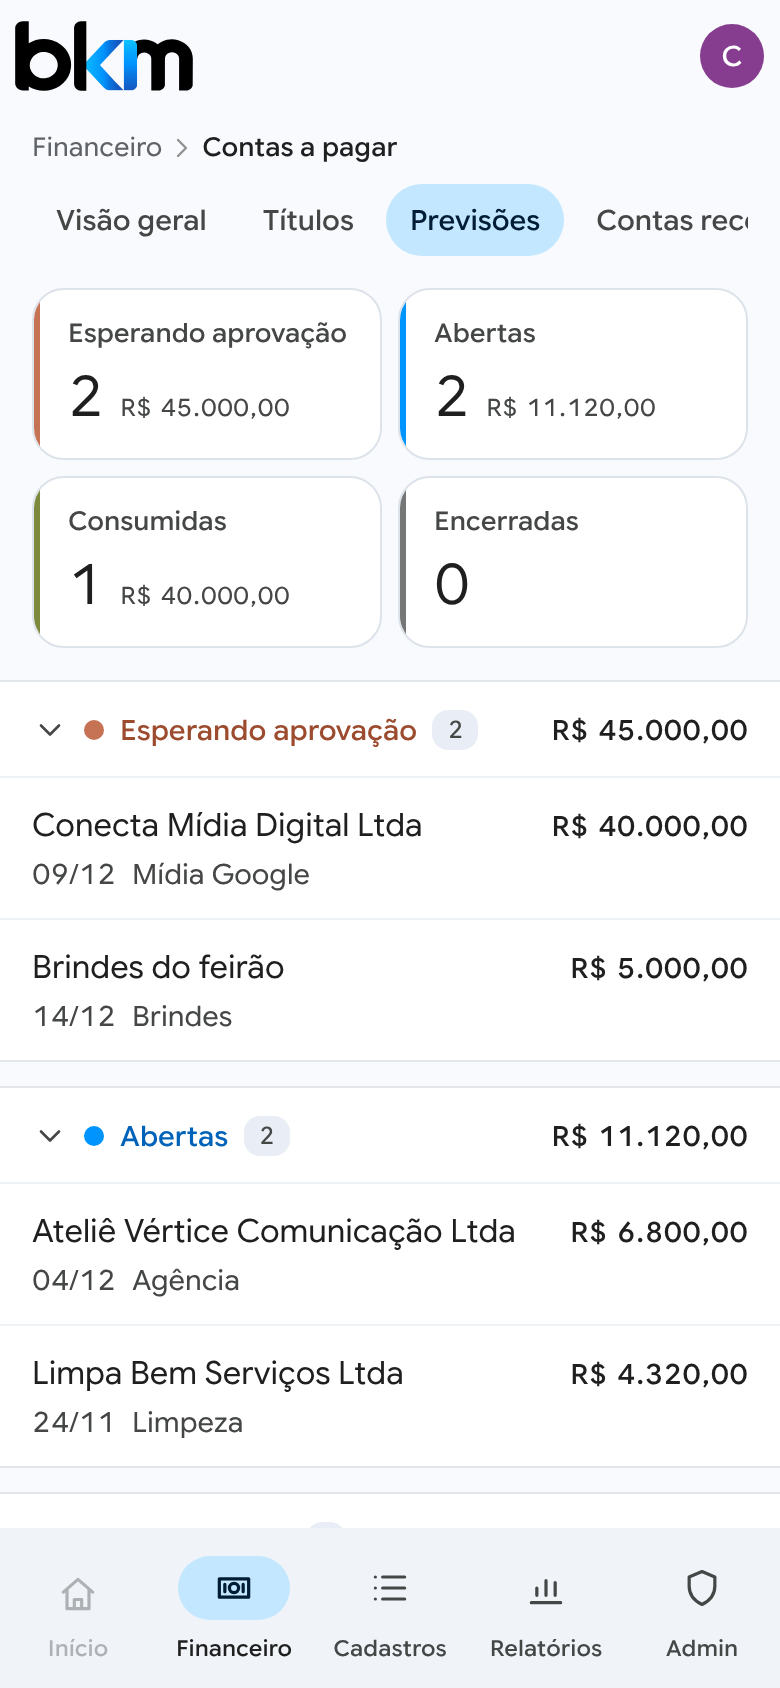 bkm
C
Financeiro > Contas a pagar
Visão geral Títulos Previsões Contas rec
Esperando aprovação
2 R$ 45.000,00
Abertas
2 R$ 11.120,00
Consumidas
1 R$ 40.000,00
Encerradas
0
Esperando aprovação 2 R$ 45.000,00
Conecta Mídia Digital Ltda R$ 40.000,00
09/12 Mídia Google
Brindes do feirão R$ 5.000,00
14/12 Brindes
Abertas 2 R$ 11.120,00
Ateliê Vértice Comunicação Ltda R$ 6.800,00
04/12 Agência
Limpa Bem Serviços Ltda R$ 4.320,00
24/11 Limpeza
Início Financeiro Cadastros Relatórios Admin